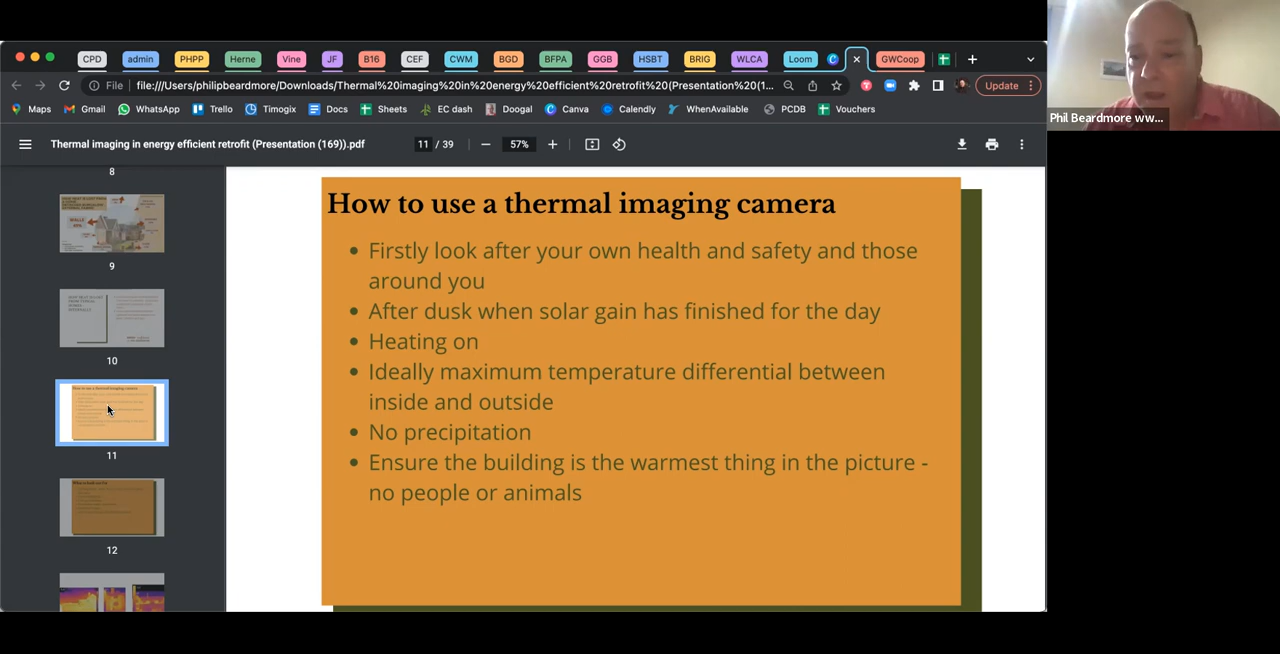 CPD admin PHPP Herne Vine JF B16 CEF CWM BGD BFPA GGB HSBT BRIG WLCA Loom GWCoop
File file:///Users/philipbeardmore/Downloads/Thermal%20imaging%20in%20energy%20efficient%20retrofit%20(Presentation%20(1... Update
Maps Gmail WhatsApp Trello Timogix Docs Sheets EC dash Doogal Canva Calendly WhenAvailable PCDB Vouchers
Phil Beardmore ww...
Thermal imaging in energy efficient retrofit (Presentation (169)).pdf 11 / 39 57%
8
9
10
11
12
How to use a thermal imaging camera
Firstly look after your own health and safety and those
around you
After dusk when solar gain has finished for the day
Heating on
Ideally maximum temperature differential between
inside and outside
No precipitation
Ensure the building is the warmest thing in the picture -
no people or animals